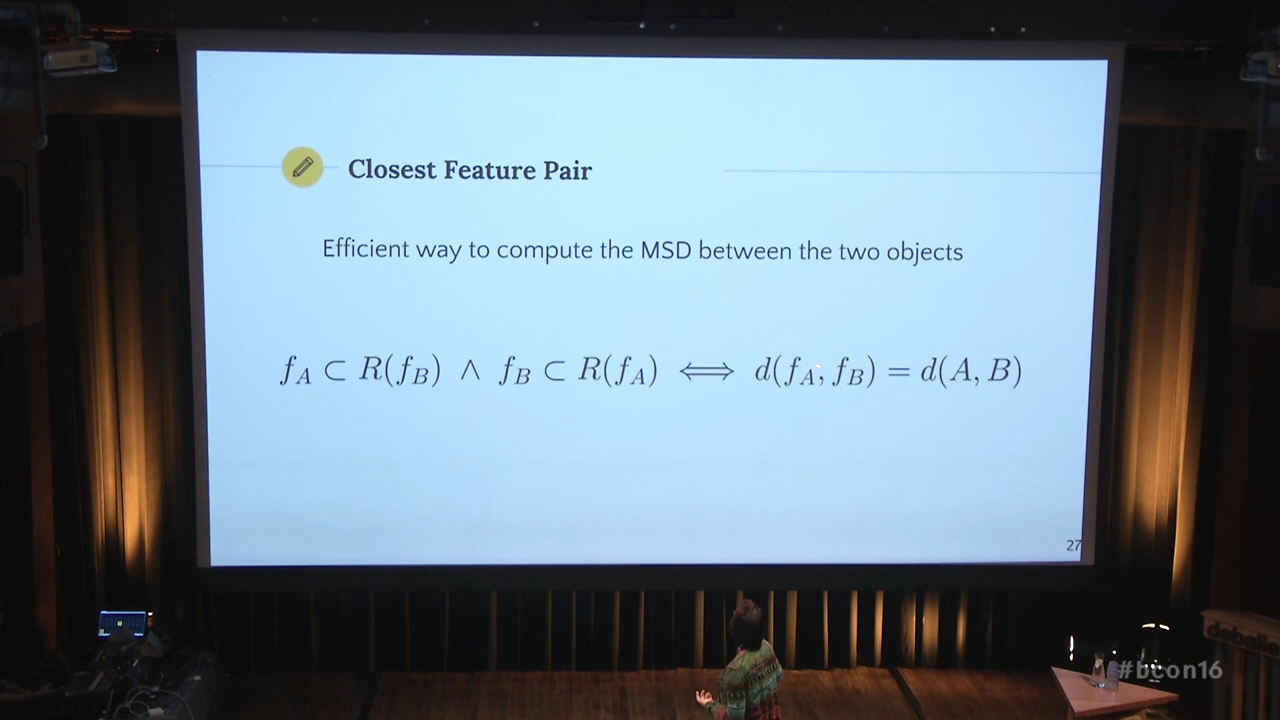 Closest Feature Pair
Efficient way to compute the MSD between the two objects
f_A ⊂ R(f_B) ∧ f_B ⊂ R(f_A) ⟺ d(f_A, f_B) = d(A, B)
27
#bcon16